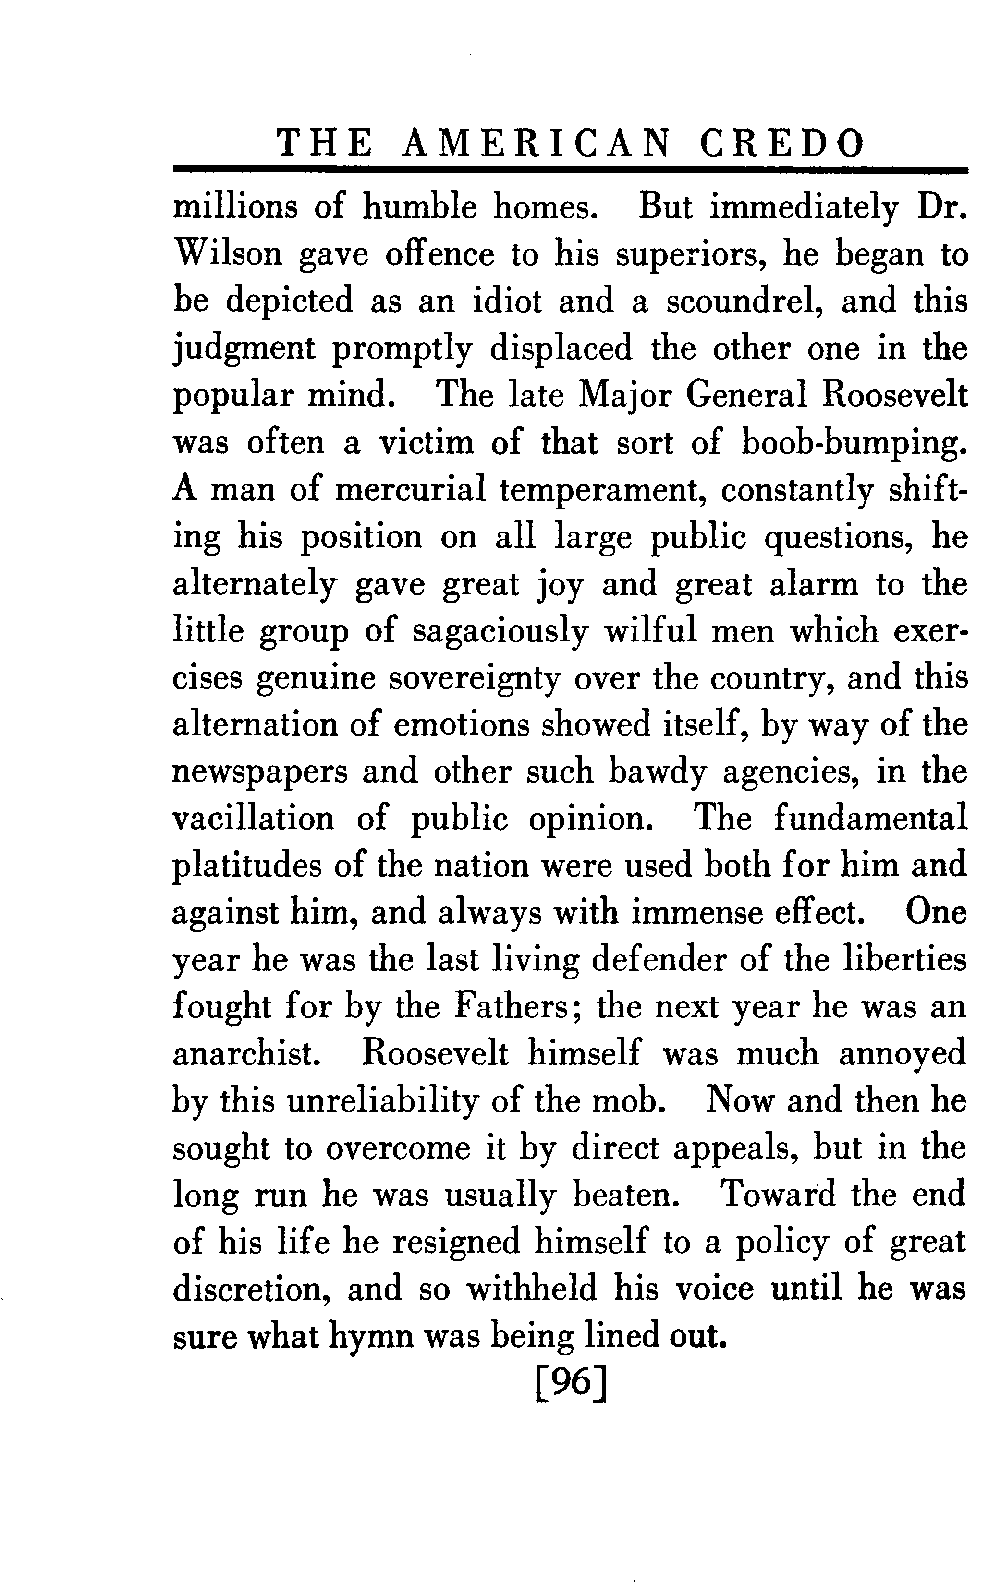 THE AMERICAN CREDO
millions of humble homes. But immediately Dr.
Wilson gave offence to his superiors, he began to
be depicted as an idiot and a scoundrel, and this
judgment promptly displaced the other one in the
popular mind. The late Major General Roosevelt
was often a victim of that sort of boob-bumping.
A man of mercurial temperament, constantly shift-
ing his position on all large public questions, he
alternately gave great joy and great alarm to the
little group of sagaciously wilful men which exer-
cises genuine sovereignty over the country, and this
alternation of emotions showed itself, by way of the
newspapers and other such bawdy agencies, in the
vacillation of public opinion. The fundamental
platitudes of the nation were used both for him and
against him, and always with immense effect. One
year he was the last living defender of the liberties
fought for by the Fathers; the next year he was an
anarchist. Roosevelt himself was much annoyed
by this unreliability of the mob. Now and then he
sought to overcome it by direct appeals, but in the
long run he was usually beaten. Toward the end
of his life he resigned himself to a policy of great
discretion, and so withheld his voice until he was
sure what hymn was being lined out.
[96]